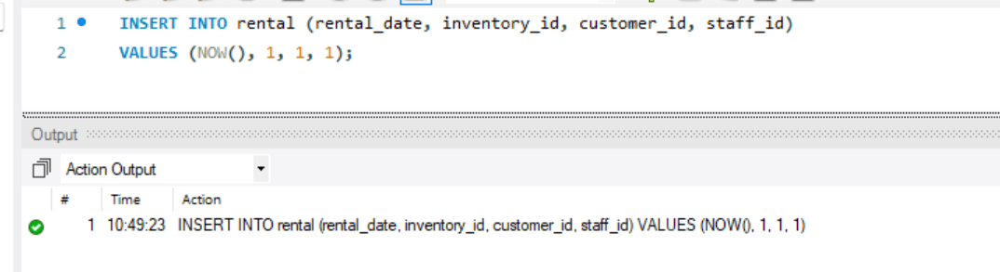 1 INSERT INTO rental (rental_date, inventory_id, customer_id, staff_id)
2 VALUES (NOW(), 1, 1, 1);
Output
Action Output
# Time Action
1 10:49:23 INSERT INTO rental (rental_date, inventory_id, customer_id, staff_id) VALUES (NOW(), 1, 1, 1)